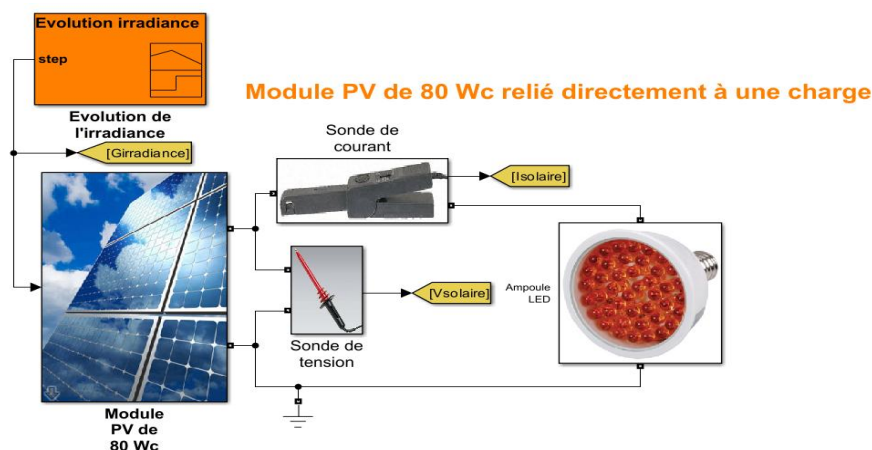 Evolution irradiance
step
Evolution de
l'irradiance
[Girradiance]
Module PV de 80 Wc relié directement à une charge
Sonde de
courant
[Isolaire]
[Vsolaire]
Ampoule
LED
Sonde de
tension
Module
PV de
80 Wc